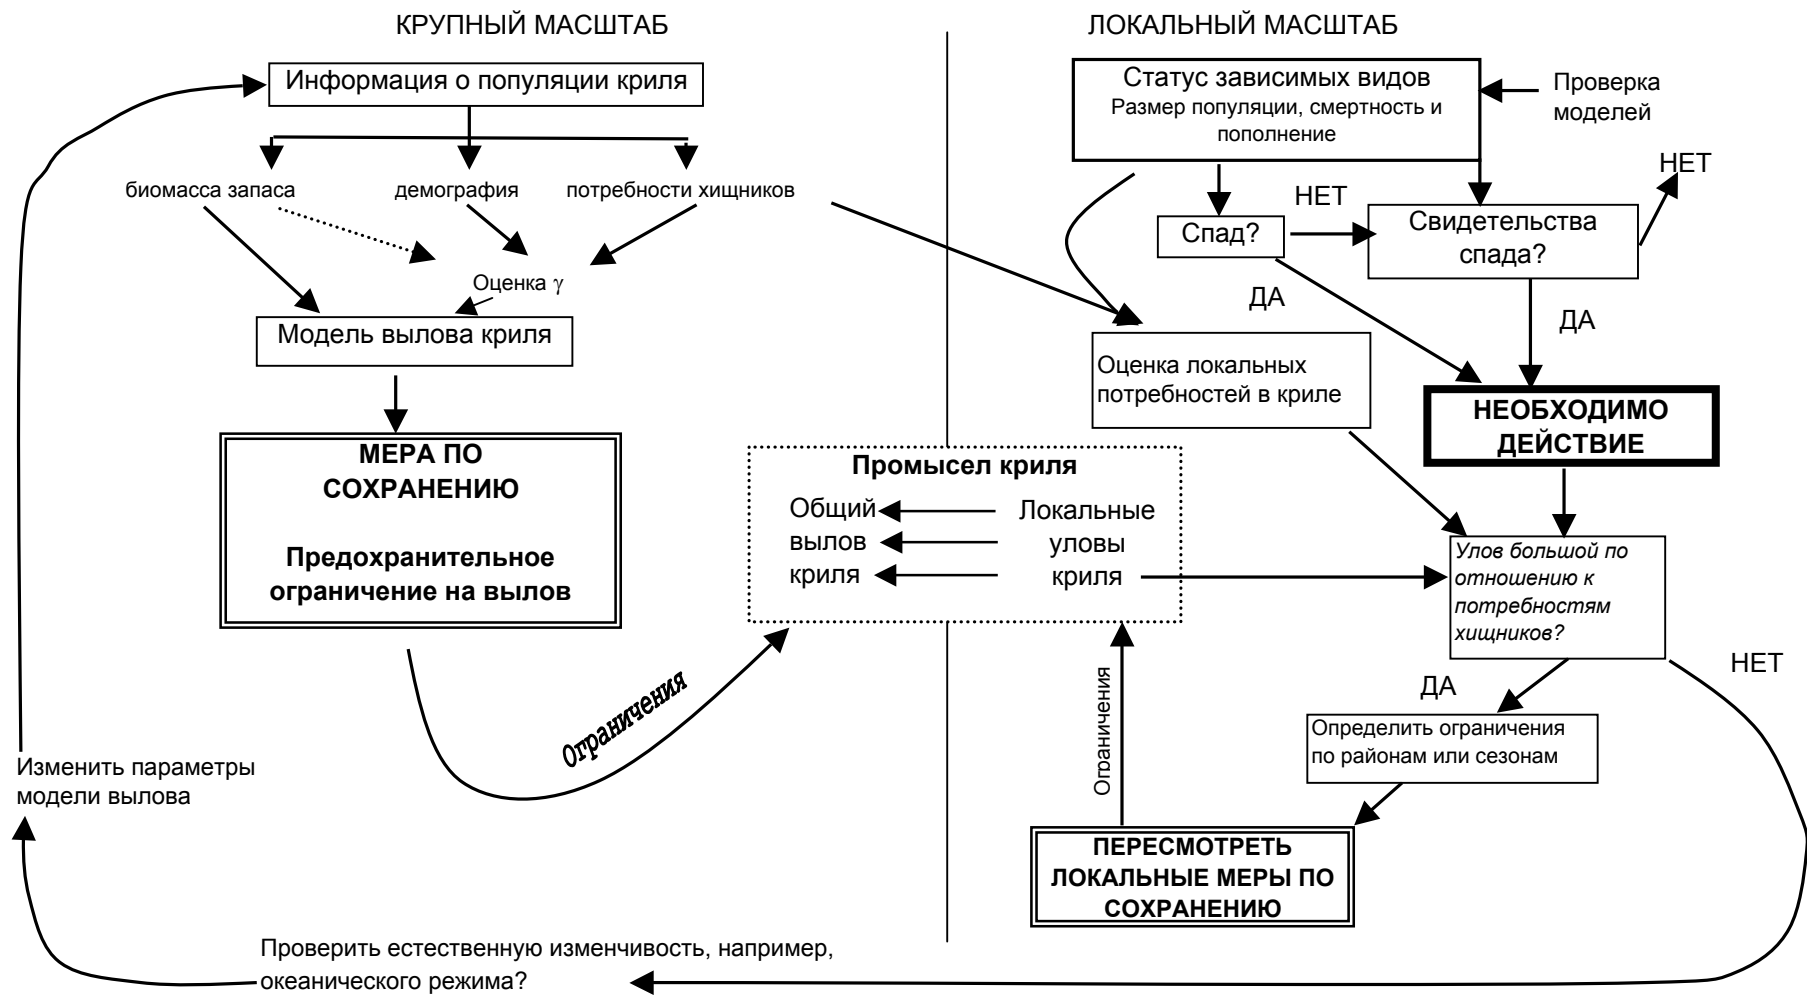 КРУПНЫЙ МАСШТАБ
Информация о популяции криля
биомасса запаса
демография
потребности хищников
Оценка γ
Модель вылова криля
МЕРА ПО
СОХРАНЕНИЮ
Предохранительное
ограничение на вылов
Ограничения
Изменить параметры
модели вылова
Проверить естественную изменчивость, например,
океанического режима?
ЛОКАЛЬНЫЙ МАСШТАБ
Статус зависимых видов
Размер популяции, смертность и
пополнение
Проверка
моделей
НЕТ
НЕТ
Спад?
Свидетельства
спада?
ДА
ДА
Оценка локальных
потребностей в криле
НЕОБХОДИМО
ДЕЙСТВИЕ
Промысел криля
Общий
вылов
криля
Локальные
уловы
криля
Улов большой по
отношению к
потребностям
хищников?
НЕТ
ДА
Определить ограничения
по районам или сезонам
Ограничения
ПЕРЕСМОТРЕТЬ
ЛОКАЛЬНЫЕ МЕРЫ ПО
СОХРАНЕНИЮ